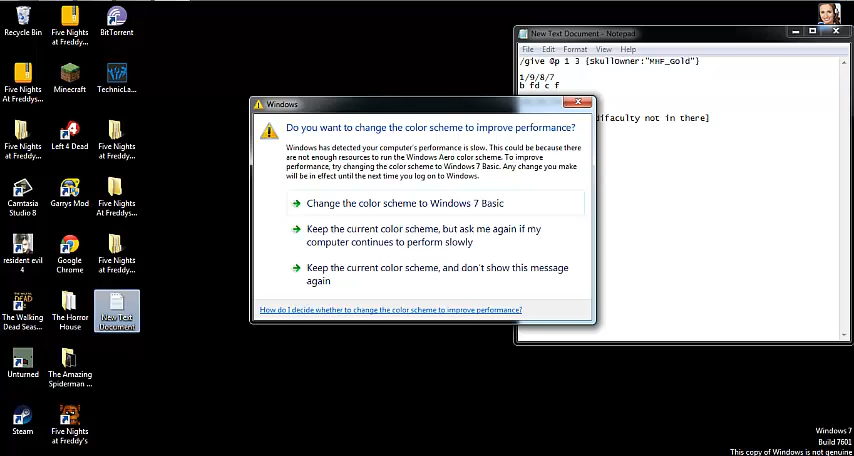 Recycle Bin
Five Nights
at Freddy...
BitTorrent
Five Nights
At Freddys...
Minecraft
TechnicLa...
Five Nights
at Freddy...
Left 4 Dead
Five Nights
at Freddy...
Camtasia
Studio 8
Garrys Mod
Five Nights
At Freddys...
resident evil
4
Google
Chrome
Five Nights
at Freddy...
The Walking
Dead Seas...
The Horror
House
New Text
Document
Unturned
The Amazing
Spiderman ...
Steam
Five Nights
at Freddy's
New Text Document - Notepad
File Edit Format View Help
/give @p 1 3 {SkullOwner:"MHF_Gold"}
1/9/8/7
b fd c f
difaculty not in there]
Windows
Do you want to change the color scheme to improve performance?
Windows has detected your computer's performance is slow. This could be because
there are not enough resources to run the Windows Aero color scheme. To improve
performance, try changing the color scheme to Windows 7 Basic. Any change you make
will be in effect until the next time you log on to Windows.
Change the color scheme to Windows 7 Basic
Keep the current color scheme, but ask me again if my
computer continues to perform slowly
Keep the current color scheme, and don't show this message
again
How do I decide whether to change the color scheme to improve performance?
Windows 7
Build 7601
This copy of Windows is not genuine